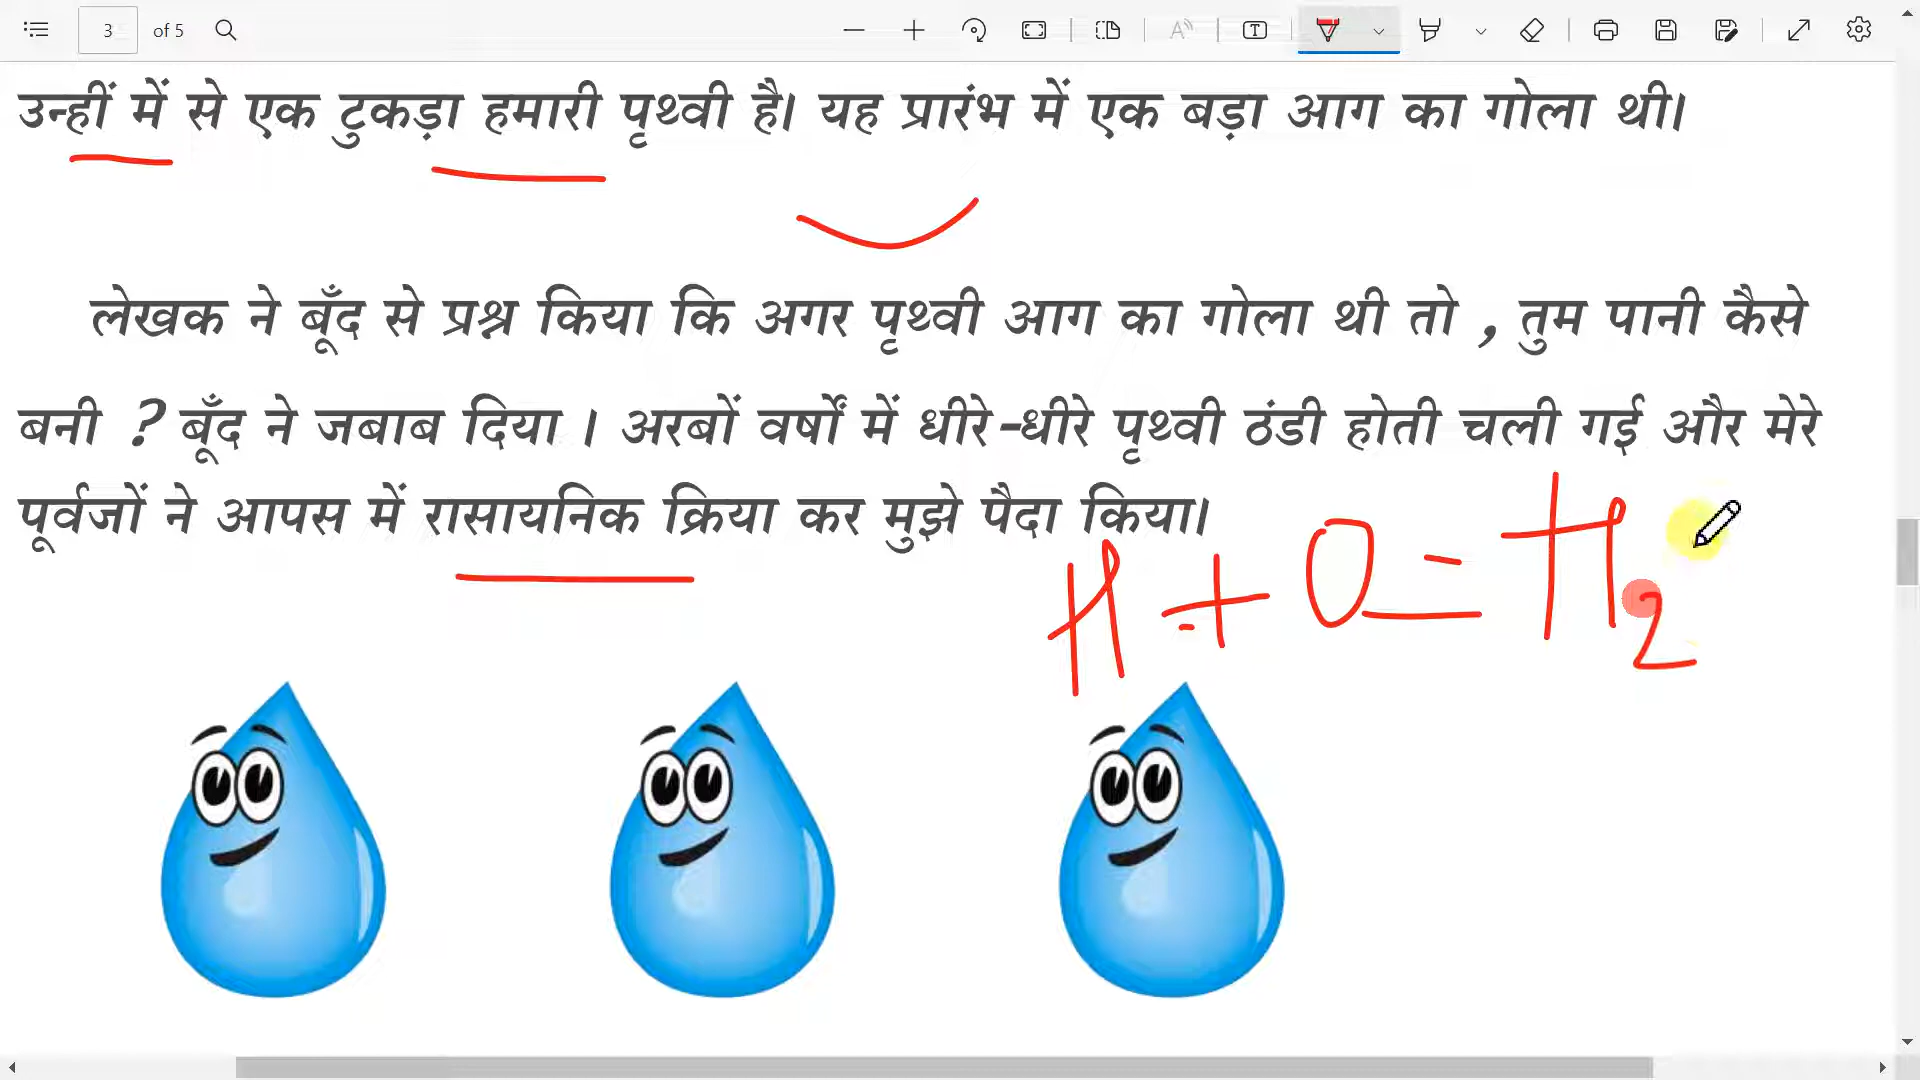 3 of 5
उन्हीं में से एक टुकड़ा हमारी पृथ्वी है। यह प्रारंभ में एक बड़ा आग का गोला थी।
लेखक ने बूँद से प्रश्न किया कि अगर पृथ्वी आग का गोला थी तो , तुम पानी कैसे
बनी ? बूँद ने जबाब दिया । अरबों वर्षों में धीरे-धीरे पृथ्वी ठंडी होती चली गई और मेरे
पूर्वजों ने आपस में रासायनिक क्रिया कर मुझे पैदा किया।
H + O = H2